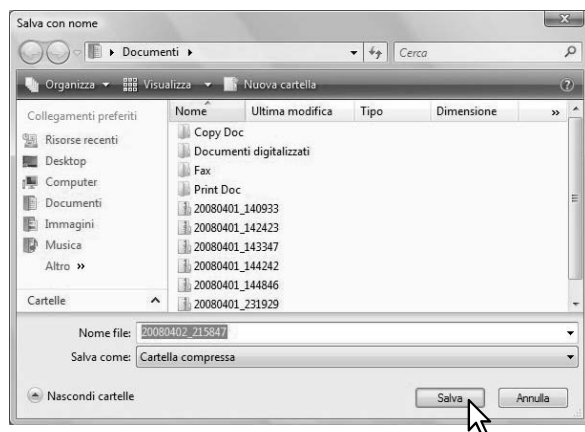 Salva con nome
Documenti
Cerca
Organizza Visualizza Nuova cartella
Collegamenti preferiti
Risorse recenti
Desktop
Computer
Documenti
Immagini
Musica
Altro »
Cartelle
Nome Ultima modifica Tipo Dimensione »
Copy Doc
Documenti digitalizzati
Fax
Print Doc
20080401_140933
20080401_142423
20080401_143347
20080401_144242
20080401_144846
20080401_231929
Nome file: 20080402_215847
Salva come: Cartella compressa
Nascondi cartelle
Salva Annulla